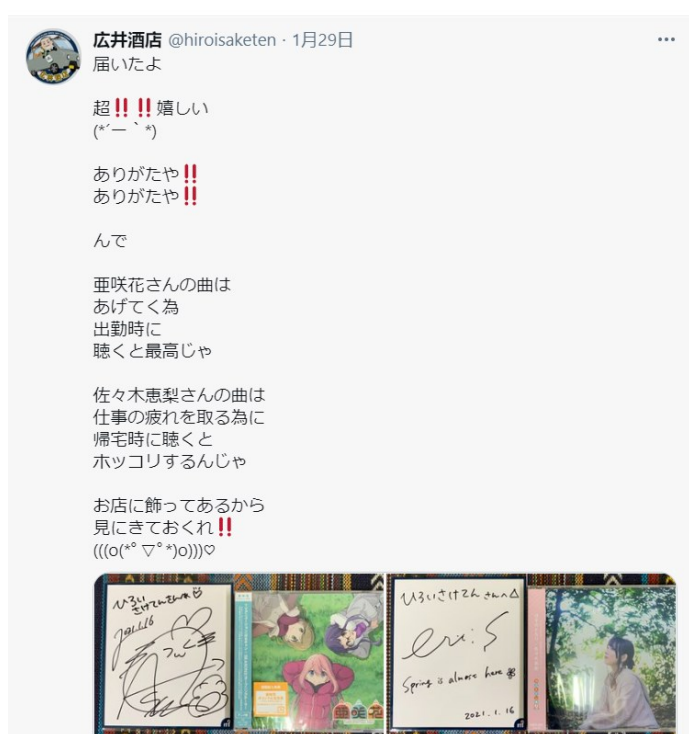 広井酒店 @hiroisaketen · 1月29日
届いたよ
超‼️ ‼️嬉しい
(*´ー｀*)
ありがたや‼️
ありがたや‼️
んで
亜咲花さんの曲は
あげてく為
出勤時に
聴くと最高じゃ
佐々木恵梨さんの曲は
仕事の疲れを取る為に
帰宅時に聴くと
ホッコリするんじゃ
お店に飾ってあるから
見にきておくれ‼️
(((o(*ﾟ▽ﾟ*)o)))♡
ひろい
さけてんさんへ
2021.1.16
亜咲花
ひろいさけてん さんへ
eri:S
Spring is almost here
2021.1.16